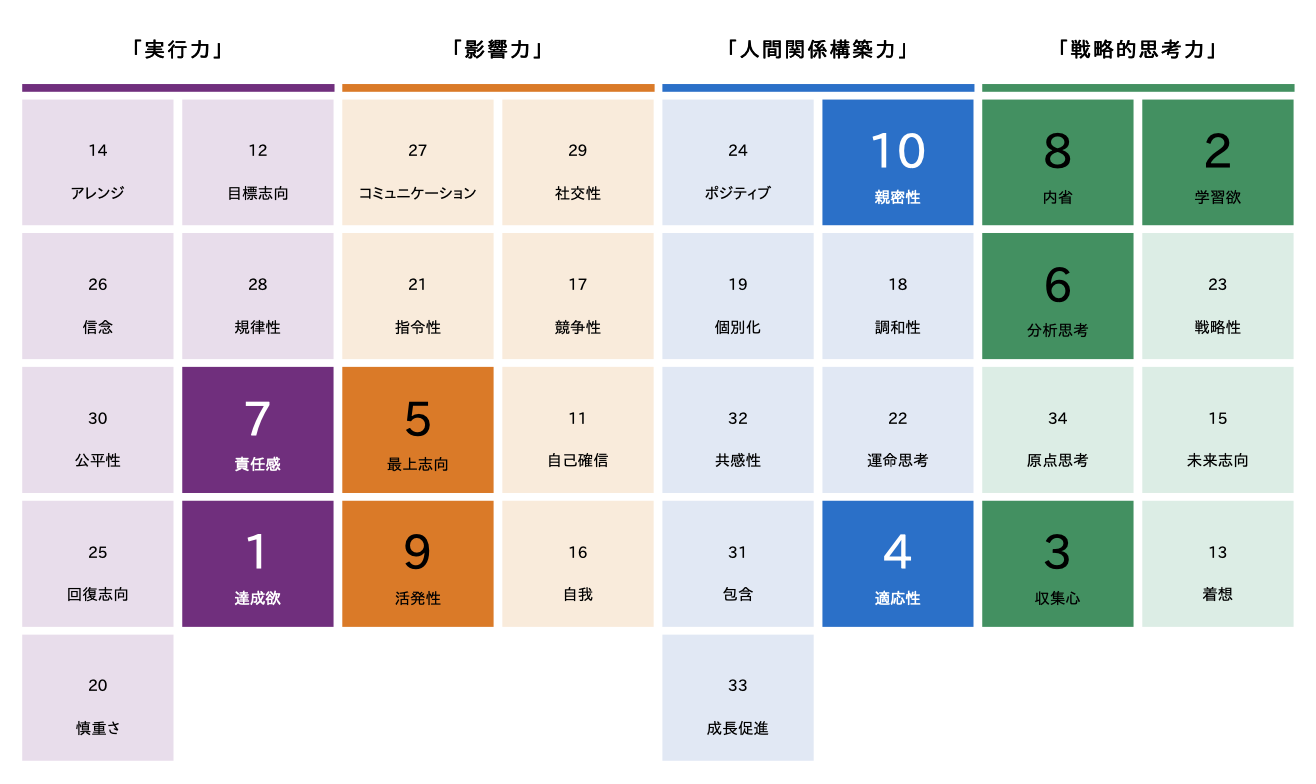 「実行力」
「影響力」
「人間関係構築力」
「戦略的思考力」
14
アレンジ
12
目標志向
27
コミュニケーション
29
社交性
24
ポジティブ
10
親密性
8
内省
2
学習欲
26
信念
28
規律性
21
指令性
17
競争性
19
個別化
18
調和性
6
分析思考
23
戦略性
30
公平性
7
責任感
5
最上志向
11
自己確信
32
共感性
22
運命思考
34
原点思考
15
未来志向
25
回復志向
1
達成欲
9
活発性
16
自我
31
包含
4
適応性
3
収集心
13
着想
20
慎重さ
33
成長促進